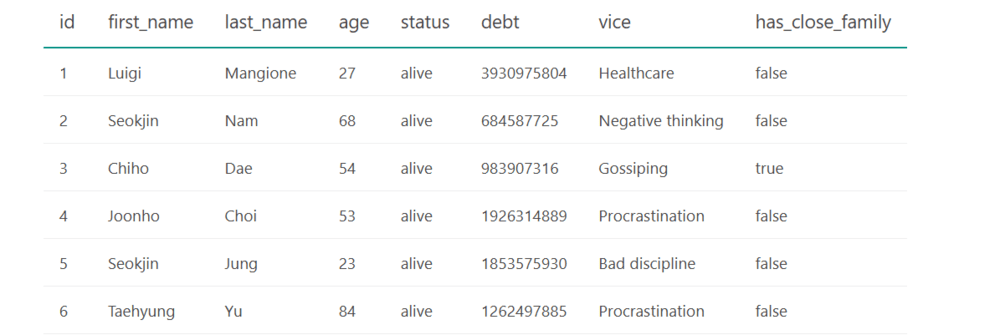 id first_name last_name age status debt vice has_close_family
1 Luigi Mangione 27 alive 3930975804 Healthcare false
2 Seokjin Nam 68 alive 684587725 Negative thinking false
3 Chiho Dae 54 alive 983907316 Gossiping true
4 Joonho Choi 53 alive 1926314889 Procrastination false
5 Seokjin Jung 23 alive 1853575930 Bad discipline false
6 Taehyung Yu 84 alive 1262497885 Procrastination false